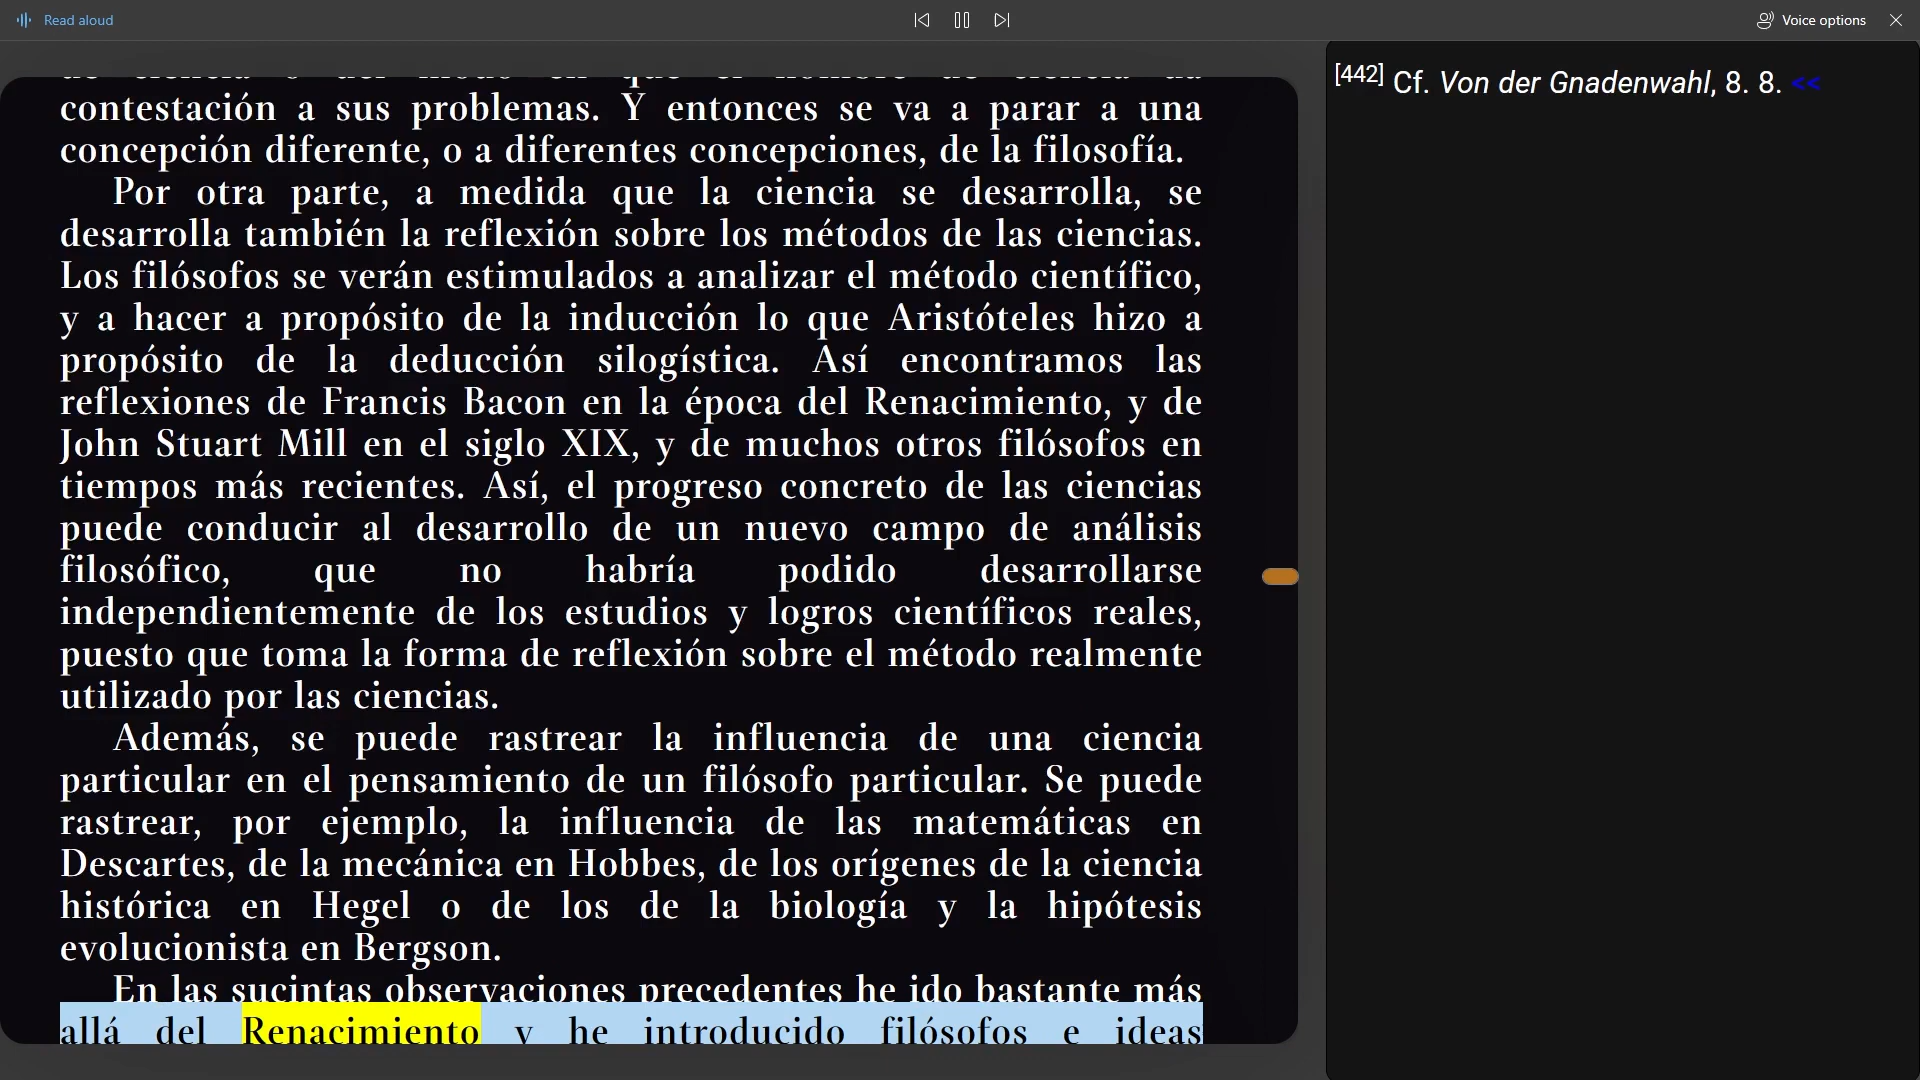 Read aloud
Voice options
de ciencia o del modo en que el hombre de ciencia da
contestación a sus problemas. Y entonces se va a parar a una
concepción diferente, o a diferentes concepciones, de la filosofía.
Por otra parte, a medida que la ciencia se desarrolla, se
desarrolla también la reflexión sobre los métodos de las ciencias.
Los filósofos se verán estimulados a analizar el método científico,
y a hacer a propósito de la inducción lo que Aristóteles hizo a
propósito de la deducción silogística. Así encontramos las
reflexiones de Francis Bacon en la época del Renacimiento, y de
John Stuart Mill en el siglo XIX, y de muchos otros filósofos en
tiempos más recientes. Así, el progreso concreto de las ciencias
puede conducir al desarrollo de un nuevo campo de análisis
filosófico, que no habría podido desarrollarse
independientemente de los estudios y logros científicos reales,
puesto que toma la forma de reflexión sobre el método realmente
utilizado por las ciencias.
Además, se puede rastrear la influencia de una ciencia
particular en el pensamiento de un filósofo particular. Se puede
rastrear, por ejemplo, la influencia de las matemáticas en
Descartes, de la mecánica en Hobbes, de los orígenes de la ciencia
histórica en Hegel o de los de la biología y la hipótesis
evolucionista en Bergson.
En las sucintas observaciones precedentes he ido bastante más
allá del Renacimiento y he introducido filósofos e ideas
[442] Cf. Von der Gnadenwahl, 8. 8. <<